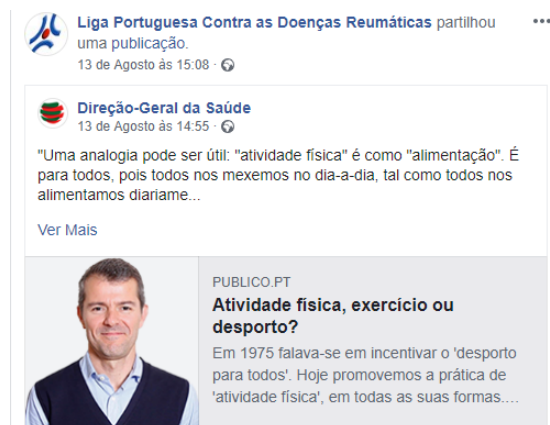 Liga Portuguesa Contra as Doenças Reumáticas partilhou
uma publicação.
13 de Agosto às 15:08 ·
Direção-Geral da Saúde
13 de Agosto às 14:55 ·
"Uma analogia pode ser útil: "atividade física" é como "alimentação". É
para todos, pois todos nos mexemos no dia-a-dia, tal como todos nos
alimentamos diariame...
Ver Mais
PUBLICO.PT
Atividade física, exercício ou
desporto?
Em 1975 falava-se em incentivar o 'desporto
para todos'. Hoje promovemos a prática de
'atividade física', em todas as suas formas....